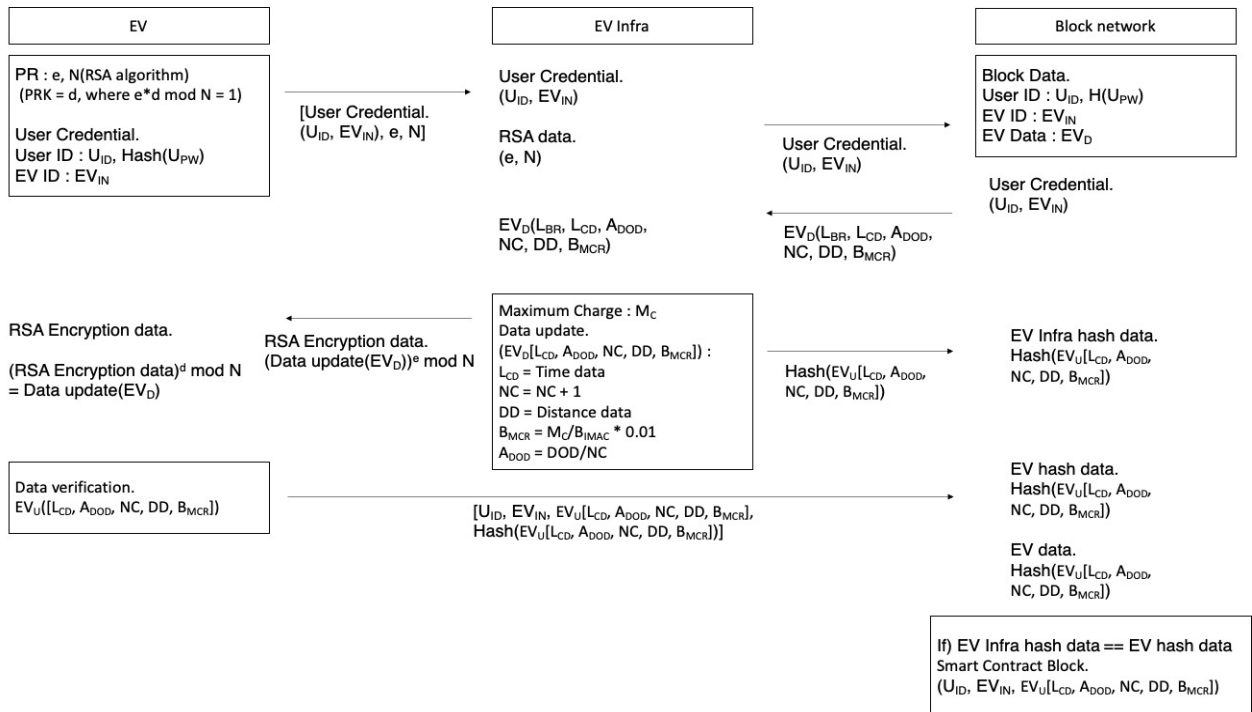 EV
EV Infra
Block network
PR : e, N(RSA algorithm)
(PRK = d, where e*d mod N = 1)
User Credential.
User ID : U_ID, Hash(U_PW)
EV ID : EV_IN
[User Credential.
(U_ID, EV_IN), e, N]
User Credential.
(U_ID, EV_IN)
RSA data.
(e, N)
User Credential.
(U_ID, EV_IN)
Block Data.
User ID : U_ID, H(U_PW)
EV ID : EV_IN
EV Data : EV_D
User Credential.
(U_ID, EV_IN)
EV_D(L_BR, L_CD, A_DOD,
NC, DD, B_MCR)
EV_D(L_BR, L_CD, A_DOD,
NC, DD, B_MCR)
RSA Encryption data.
(RSA Encryption data)^d mod N
= Data update(EV_D)
RSA Encryption data.
(Data update(EV_D))^e mod N
Maximum Charge : M_C
Data update.
(EV_D[L_CD, A_DOD, NC, DD, B_MCR]) :
L_CD = Time data
NC = NC + 1
DD = Distance data
B_MCR = M_C/B_IMAC * 0.01
A_DOD = DOD/NC
Hash(EV_U[L_CD, A_DOD,
NC, DD, B_MCR])
EV Infra hash data.
Hash(EV_U[L_CD, A_DOD,
NC, DD, B_MCR])
Data verification.
EV_U([L_CD, A_DOD, NC, DD, B_MCR])
[U_ID, EV_IN, EV_U[L_CD, A_DOD, NC, DD, B_MCR],
Hash(EV_U[L_CD, A_DOD, NC, DD, B_MCR])]
EV hash data.
Hash(EV_U[L_CD, A_DOD,
NC, DD, B_MCR])
EV data.
Hash(EV_U[L_CD, A_DOD,
NC, DD, B_MCR])
If) EV Infra hash data == EV hash data
Smart Contract Block.
(U_ID, EV_IN, EV_U[L_CD, A_DOD, NC, DD, B_MCR])